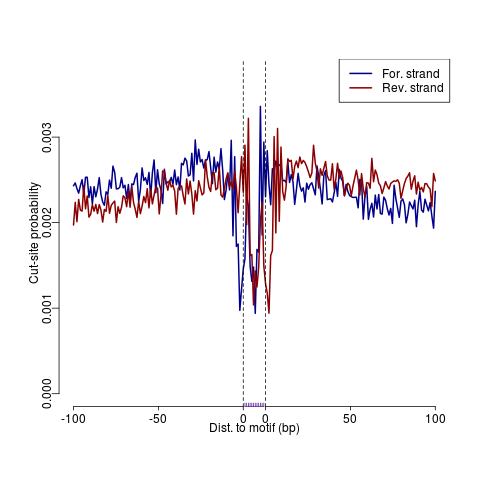 For. strand
Rev. strand
Cut-site probability
0.003
0.002
0.001
0.000
-100 -50 0 0 50 100
Dist. to motif (bp)